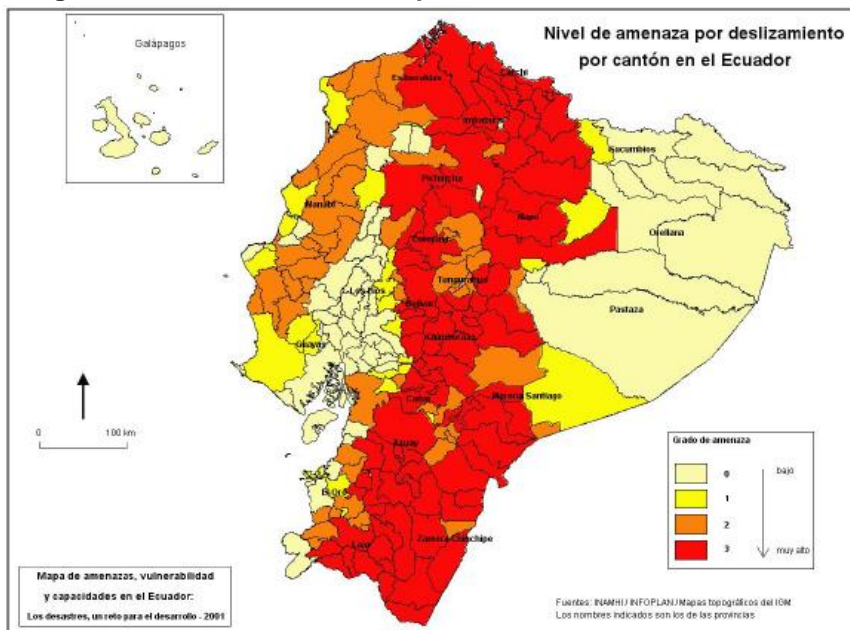 Galápagos
Nivel de amenaza por deslizamiento
por cantón en el Ecuador
Esmeraldas
Carchi
Imbabura
Sucumbios
Pichincha
Manabí
Napo
Orellana
Cotopaxi
Tungurahua
Los Ríos
Bolívar
Pastaza
Guayas
Chimborazo
Morona Santiago
Cañar
Azuay
El Oro
Loja
Zamora Chinchipe
0
100 km
Grado de amenaza
0
bajo
1
2
3
muy alto
Mapa de amenazas, vulnerabilidad
y capacidades en el Ecuador:
Los desastres, un reto para el desarrollo - 2001
Fuentes: INAMHI / INFOPLAN / Mapas topográficos del IGM
Los nombres indicados son los de las provincias